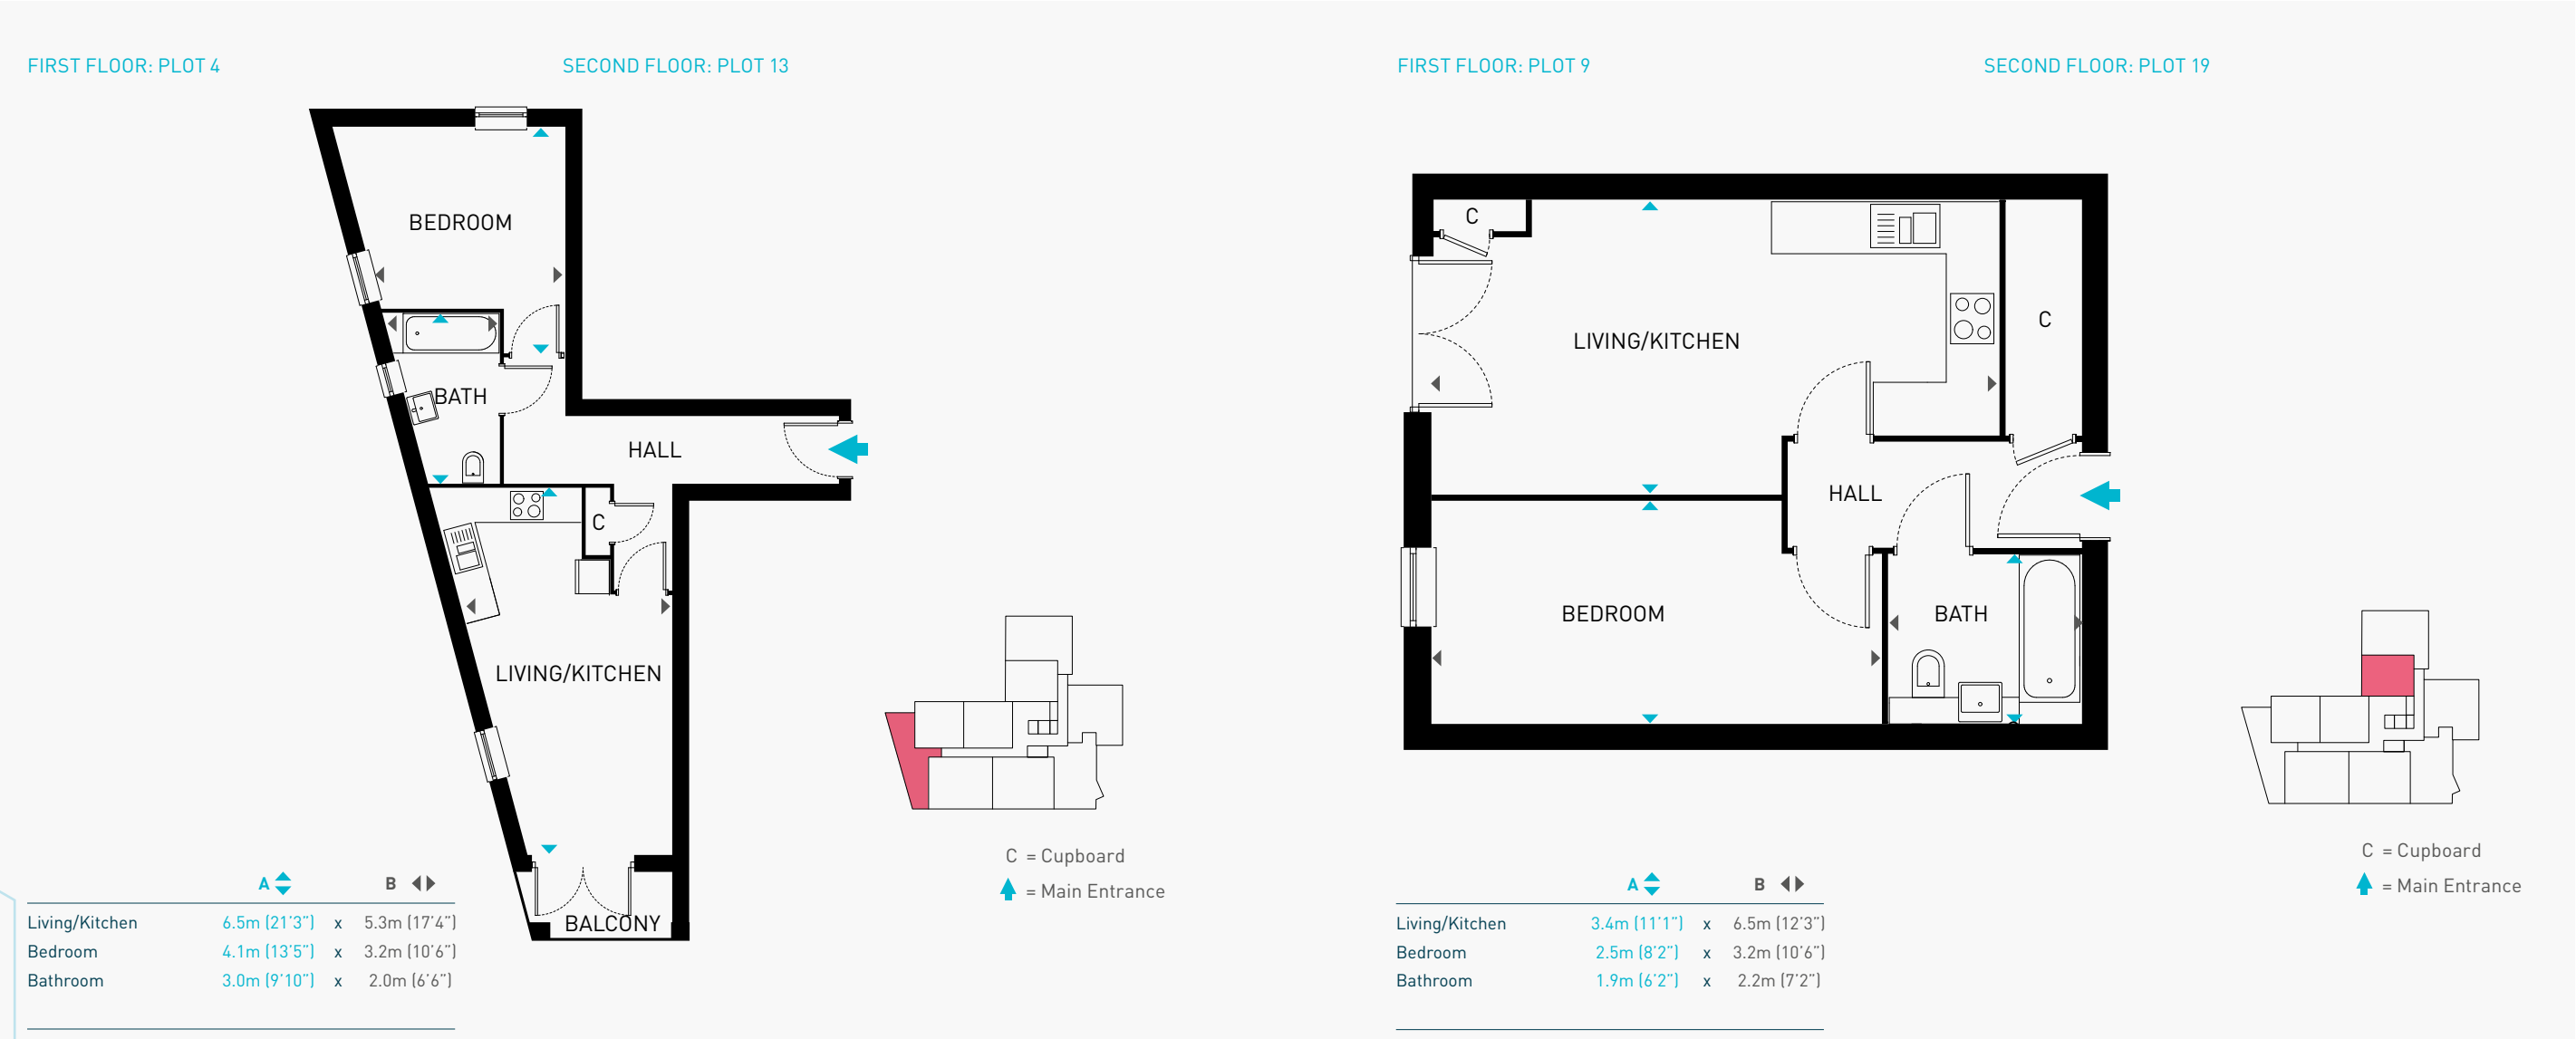 FIRST FLOOR: PLOT 4
SECOND FLOOR: PLOT 13
BEDROOM
BATH
HALL
C
LIVING/KITCHEN
BALCONY
C = Cupboard
= Main Entrance
A B
Living/Kitchen 6.5m (21'3") x 5.3m (17'4")
Bedroom 4.1m (13'5") x 3.2m (10'6")
Bathroom 3.0m (9'10") x 2.0m (6'6")
FIRST FLOOR: PLOT 9
SECOND FLOOR: PLOT 19
C
LIVING/KITCHEN
C
HALL
BEDROOM
BATH
C = Cupboard
= Main Entrance
A B
Living/Kitchen 3.4m (11'1") x 6.5m (12'3")
Bedroom 2.5m (8'2") x 3.2m (10'6")
Bathroom 1.9m (6'2") x 2.2m (7'2")